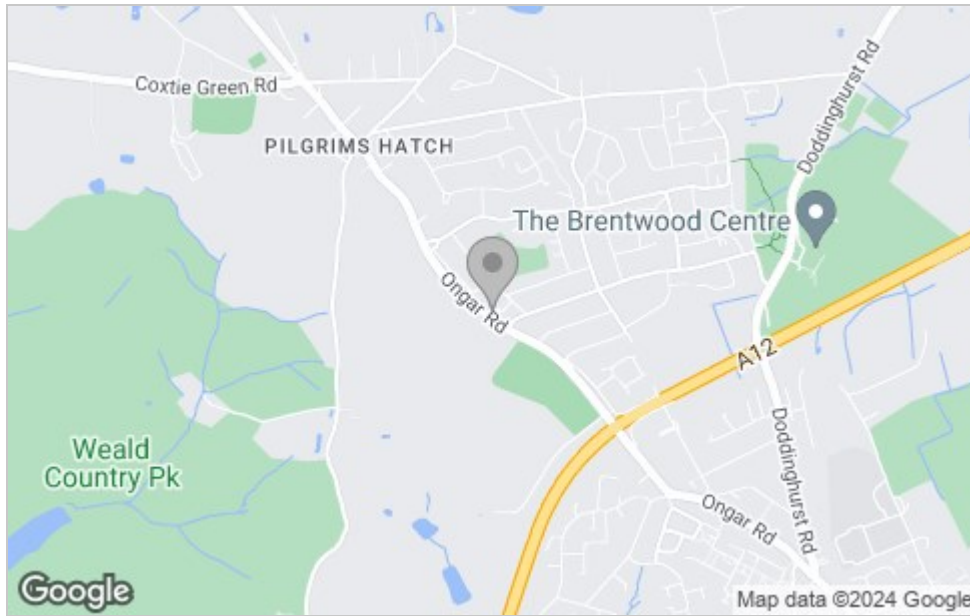 Coxtie Green Rd
PILGRIMS HATCH
Doddinghurst Rd
The Brentwood Centre
Ongar Rd
A12
Weald
Country Pk
Doddinghurst Rd
Ongar Rd
Google
Map data ©2024 Google